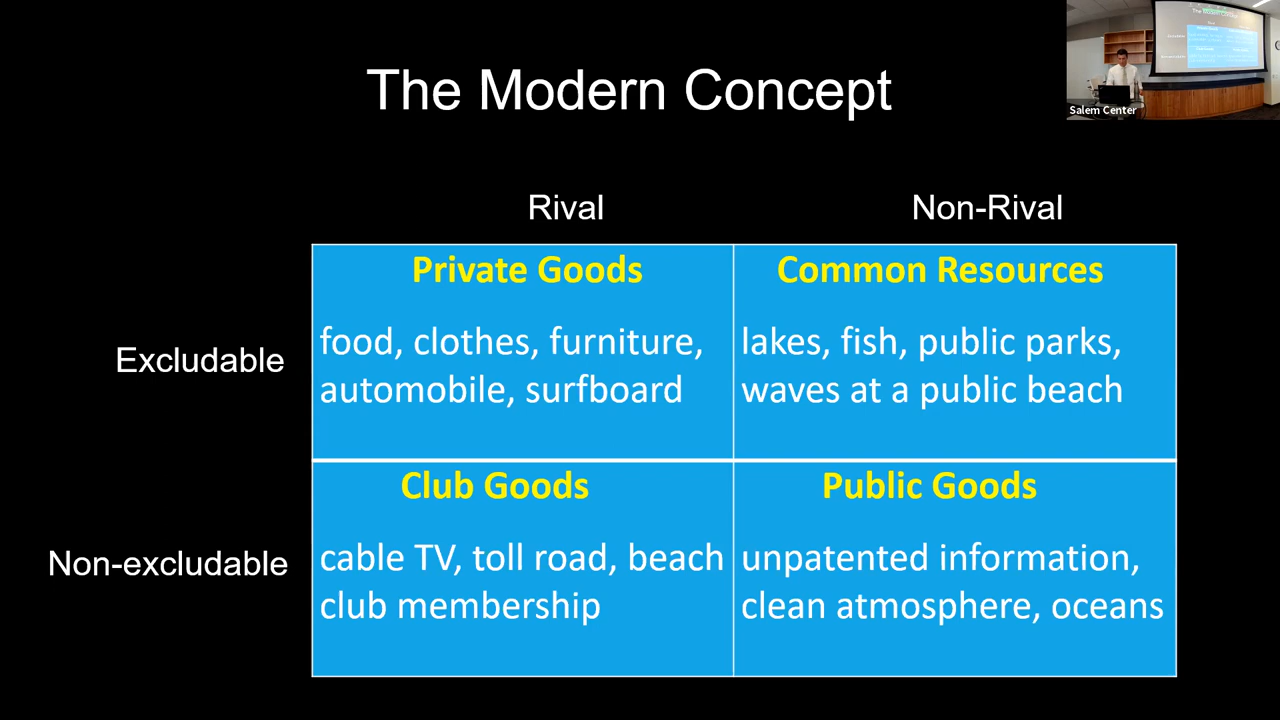 The Modern Concept
Salem Center
Rival
Non-Rival
Excludable
Private Goods
food, clothes, furniture,
automobile, surfboard
Common Resources
lakes, fish, public parks,
waves at a public beach
Non-excludable
Club Goods
cable TV, toll road, beach
club membership
Public Goods
unpatented information,
clean atmosphere, oceans